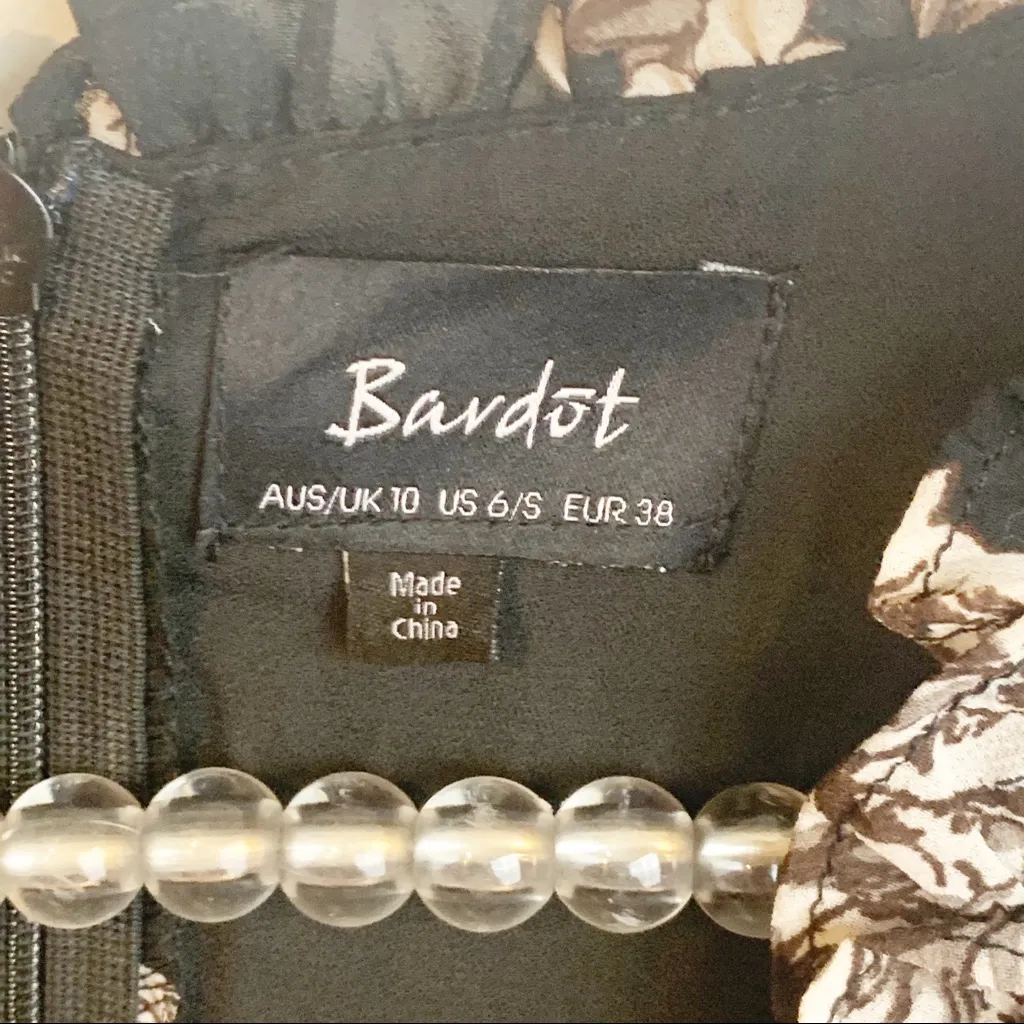 Bardōt
AUS/UK 10 US 6/S EUR 38
Made
in
China